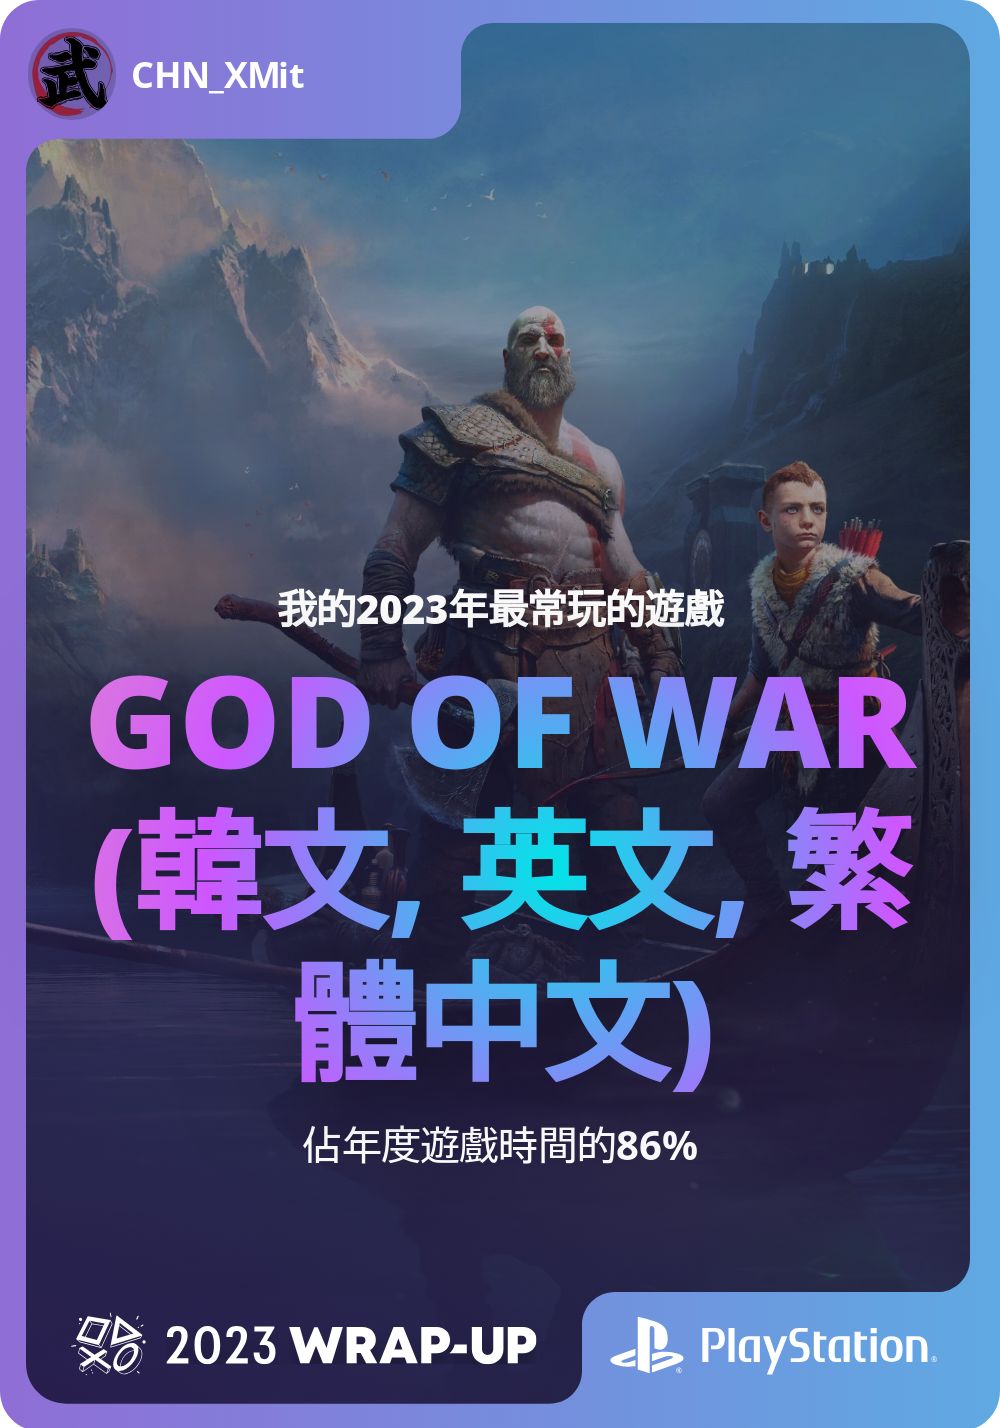 武
CHN_XMit
我的2023年最常玩的遊戲
GOD OF WAR
(韓文, 英文, 繁
體中文)
佔年度遊戲時間的86%
2023 WRAP-UP
PlayStation®